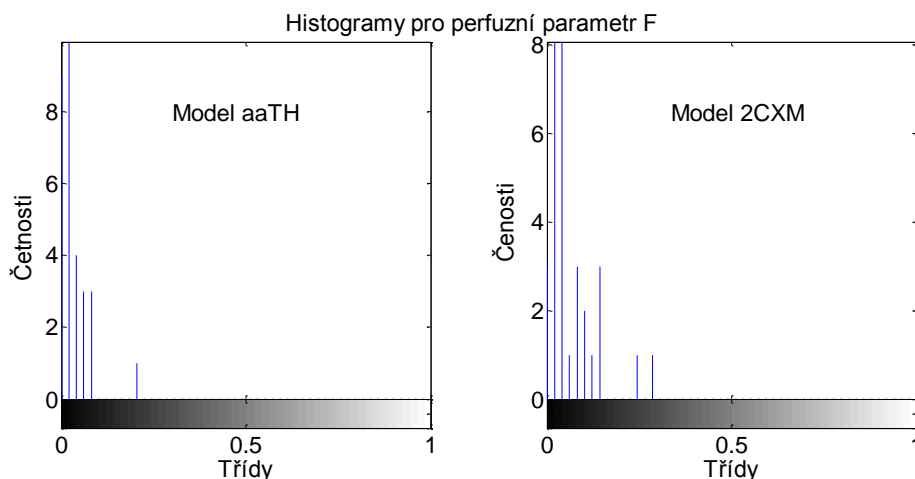 Histogramy pro perfuzní parametr F
Model aaTH
Četnosti
8
6
4
2
0
0
0.5
1
Třídy
Model 2CXM
Čenosti
8
6
4
2
0
0
0.5
1
Třídy